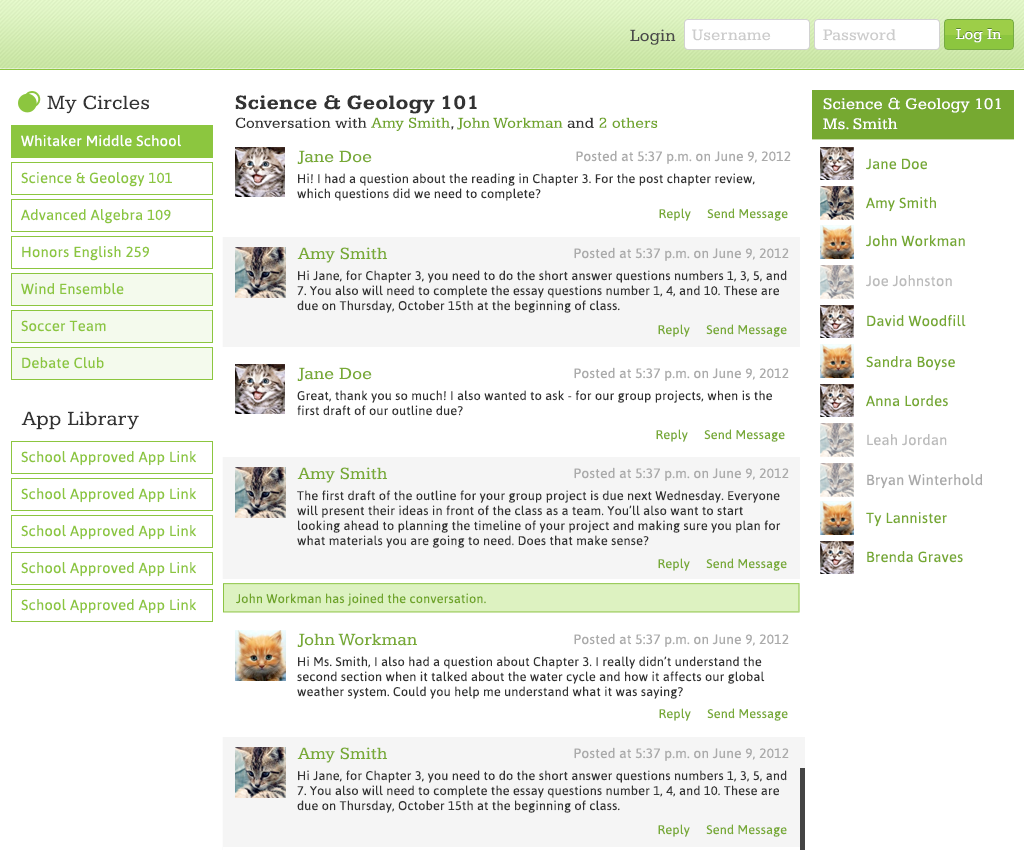 Login Username Password Log In
My Circles
Whitaker Middle School
Science & Geology 101
Advanced Algebra 109
Honors English 259
Wind Ensemble
Soccer Team
Debate Club
App Library
School Approved App Link
School Approved App Link
School Approved App Link
School Approved App Link
School Approved App Link
Science & Geology 101
Conversation with Amy Smith, John Workman and 2 others
Jane Doe Posted at 5:37 p.m. on June 9, 2012
Hi! I had a question about the reading in Chapter 3. For the post chapter review,
which questions did we need to complete?
Reply Send Message
Amy Smith Posted at 5:37 p.m. on June 9, 2012
Hi Jane, for Chapter 3, you need to do the short answer questions numbers 1, 3, 5, and
7. You also will need to complete the essay questions number 1, 4, and 10. These are
due on Thursday, October 15th at the beginning of class.
Reply Send Message
Jane Doe Posted at 5:37 p.m. on June 9, 2012
Great, thank you so much! I also wanted to ask - for our group projects, when is the
first draft of our outline due?
Reply Send Message
Amy Smith Posted at 5:37 p.m. on June 9, 2012
The first draft of the outline for your group project is due next Wednesday. Everyone
will present their ideas in front of the class as a team. You’ll also want to start
looking ahead to planning the timeline of your project and making sure you plan for
what materials you are going to need. Does that make sense?
Reply Send Message
John Workman has joined the conversation.
John Workman Posted at 5:37 p.m. on June 9, 2012
Hi Ms. Smith, I also had a question about Chapter 3. I really didn’t understand the
second section when it talked about the water cycle and how it affects our global
weather system. Could you help me understand what it was saying?
Reply Send Message
Amy Smith Posted at 5:37 p.m. on June 9, 2012
Hi Jane, for Chapter 3, you need to do the short answer questions numbers 1, 3, 5, and
7. You also will need to complete the essay questions number 1, 4, and 10. These are
due on Thursday, October 15th at the beginning of class.
Reply Send Message
Science & Geology 101
Ms. Smith
Jane Doe
Amy Smith
John Workman
Joe Johnston
David Woodfill
Sandra Boyse
Anna Lordes
Leah Jordan
Bryan Winterhold
Ty Lannister
Brenda Graves